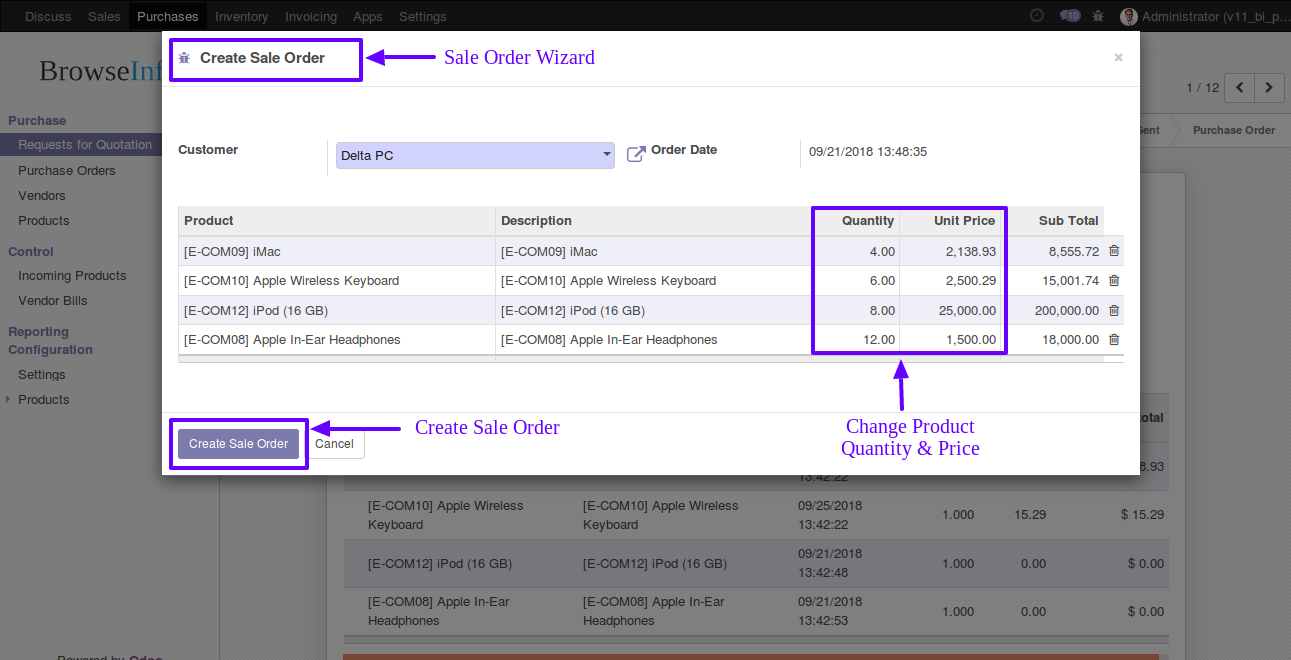 Discuss Sales Purchases Inventory Invoicing Apps Settings 10 Administrator (v11_bi_p...
Create Sale Order
Sale Order Wizard
×
BrowseInf
1 / 12
Purchase
Requests for Quotation
Purchase Orders
Vendors
Products
Control
Incoming Products
Vendor Bills
Reporting
Configuration
Settings
Products
Purchase Order
Customer Delta PC Order Date 09/21/2018 13:48:35
Product Description Quantity Unit Price Sub Total
[E-COM09] iMac [E-COM09] iMac 4.00 2,138.93 8,555.72
[E-COM10] Apple Wireless Keyboard [E-COM10] Apple Wireless Keyboard 6.00 2,500.29 15,001.74
[E-COM12] iPod (16 GB) [E-COM12] iPod (16 GB) 8.00 25,000.00 200,000.00
[E-COM08] Apple In-Ear Headphones [E-COM08] Apple In-Ear Headphones 12.00 1,500.00 18,000.00
Create Sale Order Cancel
Create Sale Order
Change Product
Quantity & Price
otal
8.93
13:42:22
[E-COM10] Apple Wireless [E-COM10] Apple Wireless 09/25/2018
Keyboard Keyboard 13:42:22 1.000 15.29 $ 15.29
[E-COM12] iPod (16 GB) [E-COM12] iPod (16 GB) 09/21/2018 1.000 0.00 $ 0.00
13:42:48
[E-COM08] Apple In-Ear [E-COM08] Apple In-Ear 09/21/2018 1.000 0.00 $ 0.00
Headphones Headphones 13:42:53
Powered by Odoo